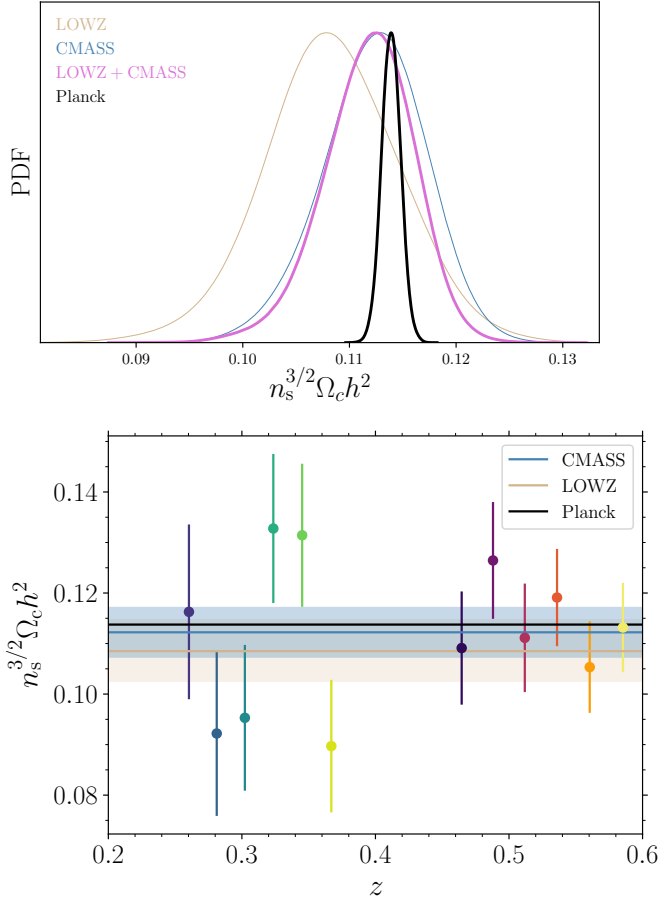 LOWZ
CMASS
LOWZ + CMASS
Planck
PDF
0.09 0.10 0.11 0.12 0.13
n_s^{3/2} Ω_c h^2
CMASS
LOWZ
Planck
n_s^{3/2} Ω_c h^2
0.14
0.12
0.10
0.08
0.2 0.3 0.4 0.5 0.6
z